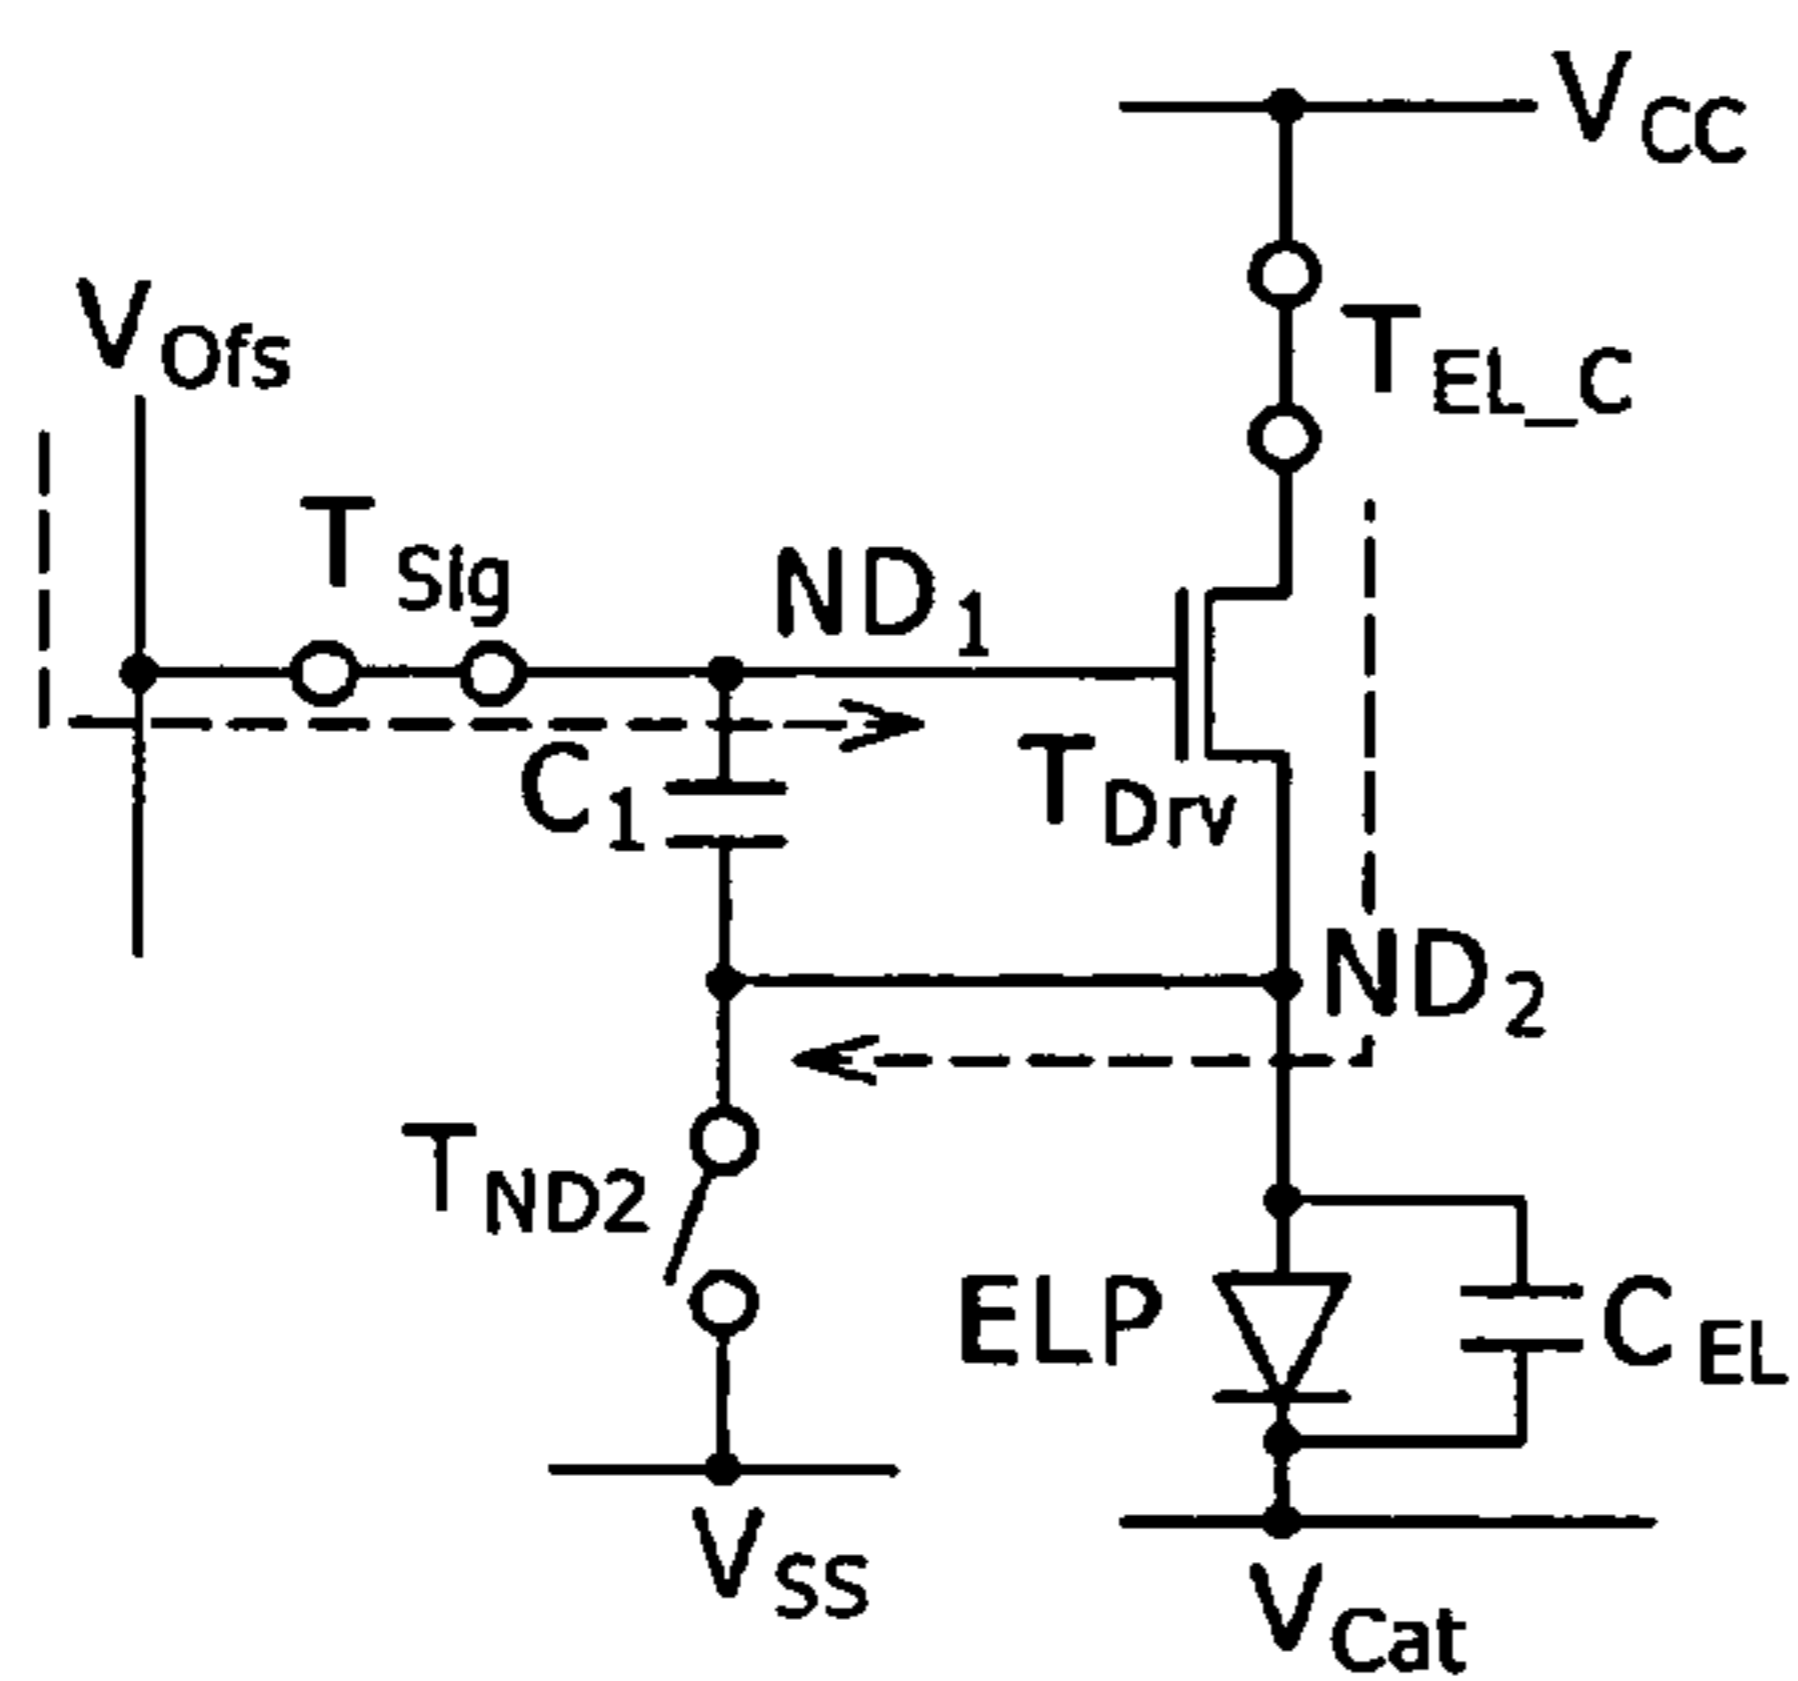 VCC
VOfs
TEL_C
TSig
ND1
C1
TDrv
ND2
TND2
ELP
CEL
VSS
VCat